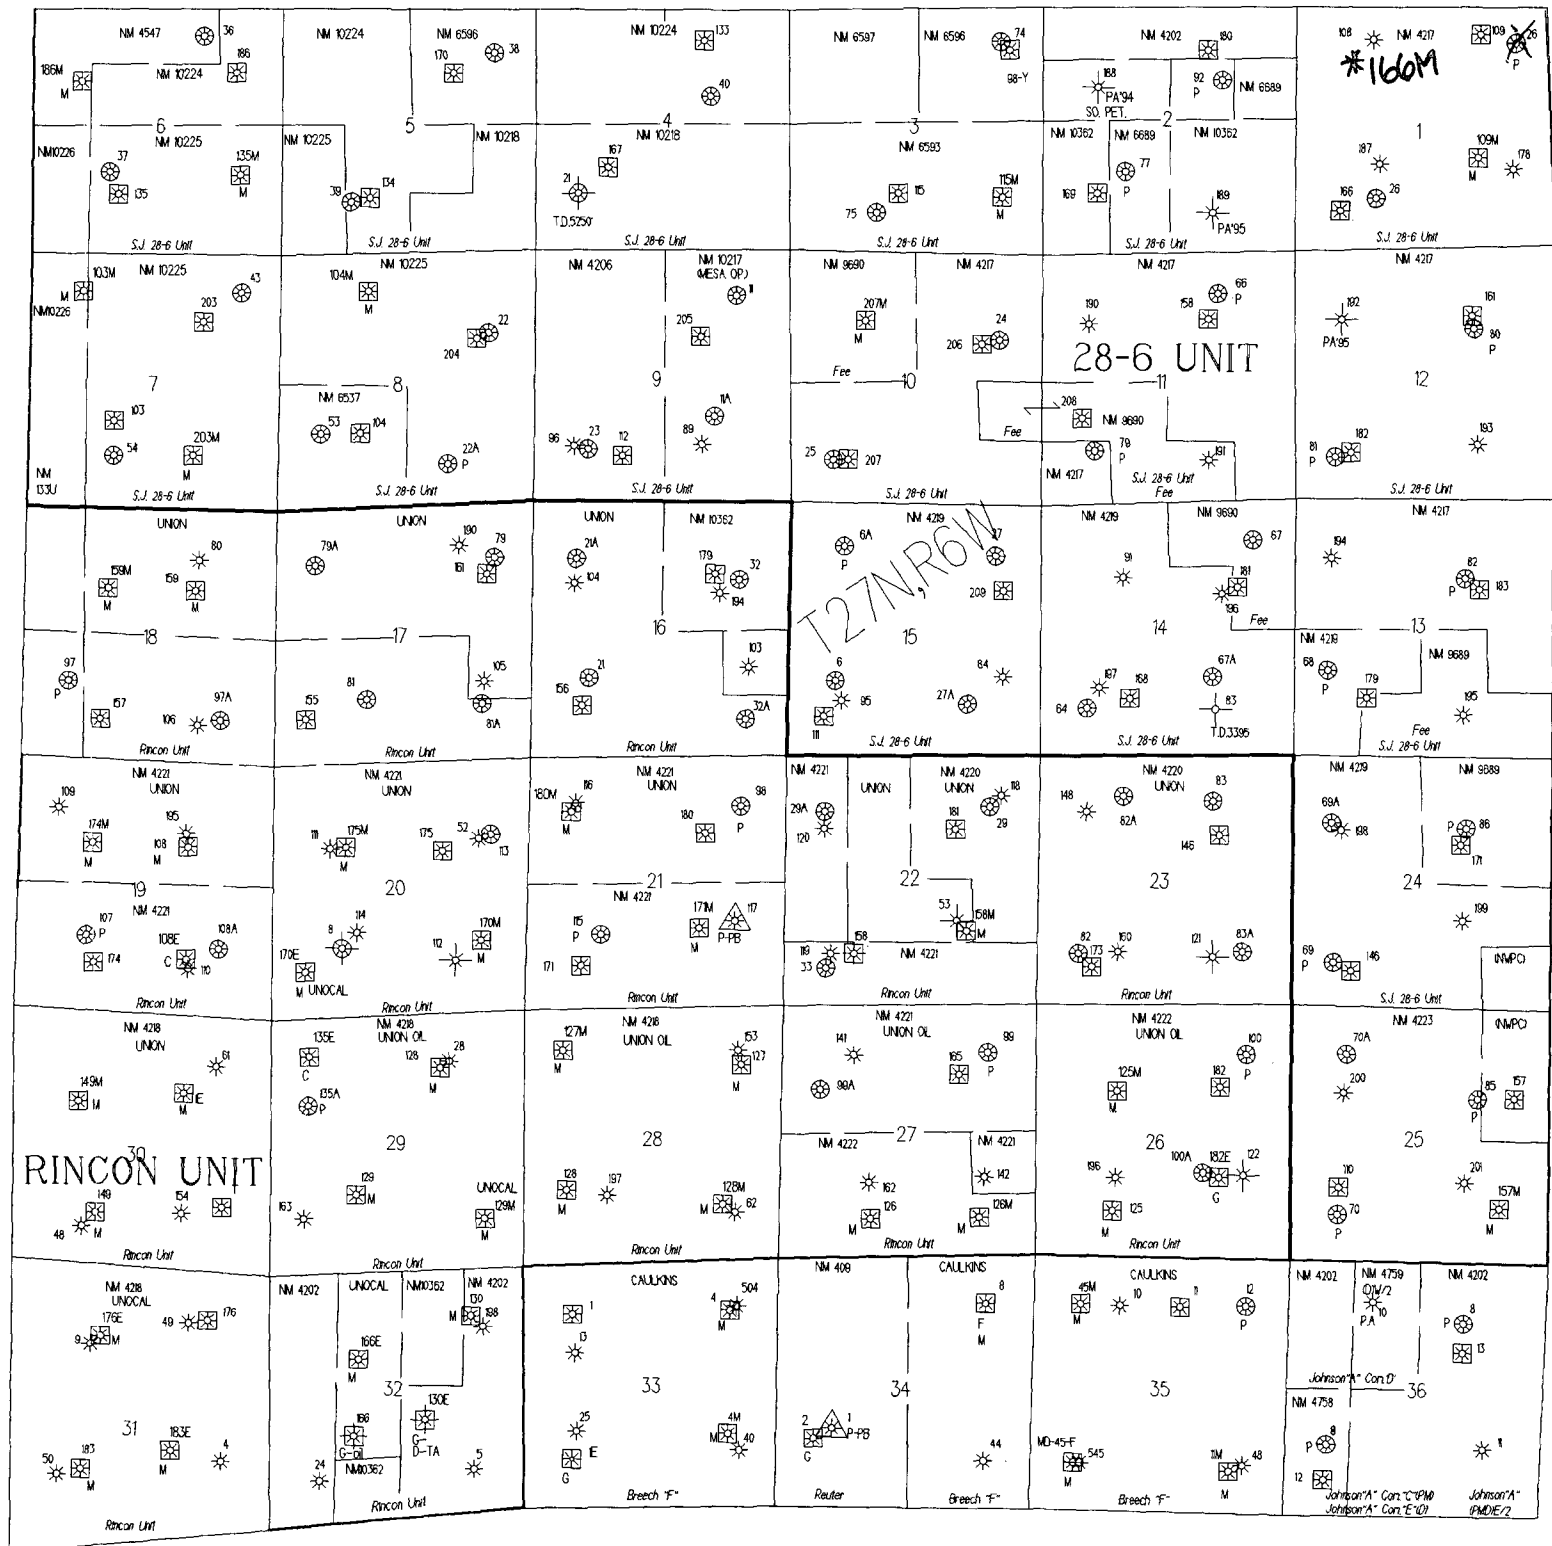 NM 4547
36
NM 10224
NM 6596
38
NM 10224
133
NM 6597
NM 6596
74
NM 4202
180
108
NM 4217
109
26
P
*166M
186M
M
186
NM 10224
170
40
98-Y
188
PA'94
SO. PET.
92
P
NM 6689
6
5
4
3
2
1
NM10226
NM 10225
NM 10225
NM 10218
NM 10218
NM 6593
NM 10362
NM 6689
NM 10362
37
135M
M
135
39
134
21
T.D.5250'
167
75
115
115M
M
169
77
P
189
PA'95
187
109M
M
178
166
26
S.J. 28-6 Unit
S.J. 28-6 Unit
S.J. 28-6 Unit
S.J. 28-6 Unit
S.J. 28-6 Unit
103M
NM 10225
M
43
104M
NM 10225
M
NM 4206
NM 10217
(MESA OP.)
11
NM 9690
NM 4217
NM 4217
NM 4217
NM10226
203
22
204
205
207M
M
24
206
190
158
66
P
192
PA'95
161
80
P
28-6 UNIT
7
8
9
Fee
10
11
12
NM 6537
103
54
203M
M
53
104
22A
P
96
23
112
11A
89
25
207
Fee
208
NM 9690
79
P
191
81
P
182
193
NM
133U
NM 4217
S.J. 28-6 Unit
S.J. 28-6 Unit
S.J. 28-6 Unit
S.J. 28-6 Unit
S.J. 28-6 Unit
Fee
S.J. 28-6 Unit
UNION
UNION
UNION
NM 10362
NM 4219
NM 4219
NM 9690
NM 4217
80
79A
190
79
161
21A
104
179
32
194
6A
P
27
91
67
194
82
P
183
159M
M
159
M
209
181
196
T27N,R6W
18
17
16
15
14
Fee
13
97
P
157
106
97A
155
81
105
81A
156
21
103
32A
6
95
111
84
27A
64
197
168
67A
83
T.D.3395
NM 4219
68
P
179
NM 9689
195
Fee
Rincon Unit
Rincon Unit
Rincon Unit
S.J. 28-6 Unit
S.J. 28-6 Unit
S.J. 28-6 Unit
NM 4221
UNION
NM 4221
UNION
NM 4221
UNION
NM 4221
UNION
NM 4220
UNION
NM 4220
UNION
NM 4219
NM 9689
109
174M
M
195
108
M
111
175M
M
175
52
113
180M
M
116
180
98
P
29A
120
181
118
29
148
82A
83
146
69A
198
P
86
171
19
20
21
22
23
24
NM 4221
NM 4221
107
P
174
108E
C
110
108A
170E
M UNOCAL
8
114
112
170M
M
115
P
171
171M
M
117
P-PB
53
158M
M
119
33
158
NM 4221
82
173
160
121
83A
69
P
146
199
(NWPC)
Rincon Unit
Rincon Unit
Rincon Unit
Rincon Unit
Rincon Unit
S.J. 28-6 Unit
NM 4218
UNION
NM 4218
UNION OIL
NM 4218
UNION OIL
NM 4221
UNION OIL
NM 4222
UNION OIL
NM 4223
(NWPC)
61
149M
M
E
M
135E
C
135A
P
128
M
28
127M
M
153
127
M
141
99A
165
99
P
125M
M
182
100
P
70A
200
85
P
157
30
29
28
27
26
25
RINCON UNIT
NM 4222
NM 4221
149
M
48
154
163
129
M
UNOCAL
129M
M
128
M
197
128M
M
62
162
126
142
126M
M
196
125
M
100A
182E
G
122
110
70
P
201
157M
M
Rincon Unit
Rincon Unit
Rincon Unit
Rincon Unit
Rincon Unit
NM 4218
UNOCAL
NM 4202
UNOCAL
NM10362
NM 4202
CAULKINS
NM 409
CAULKINS
CAULKINS
NM 4202
NM 4759
(D)W/2
NM 4202
9
176E
M
49
176
166E
M
130
M
198
1
13
4
M
504
8
F
M
45M
M
10
11
12
P
10
P.A
8
P
13
31
32
33
34
35
36
Johnson "A" Com.'D'
NM 4758
50
183
M
183E
M
4
24
166
G-oil
NM10362
130E
G-
D-TA
5
25
E
G
4M
M
40
2
G
1
P-PB
44
MD-45-F
545
M
11M
M
48
8
P
12
11
Rincon Unit
Rincon Unit
Breech "F"
Reuter
Breech "F"
Breech "F"
Johnson "A" Com. "C" (PM)
Johnson "A" Com. "E" (D)
Johnson "A"
(PM,D)E/2